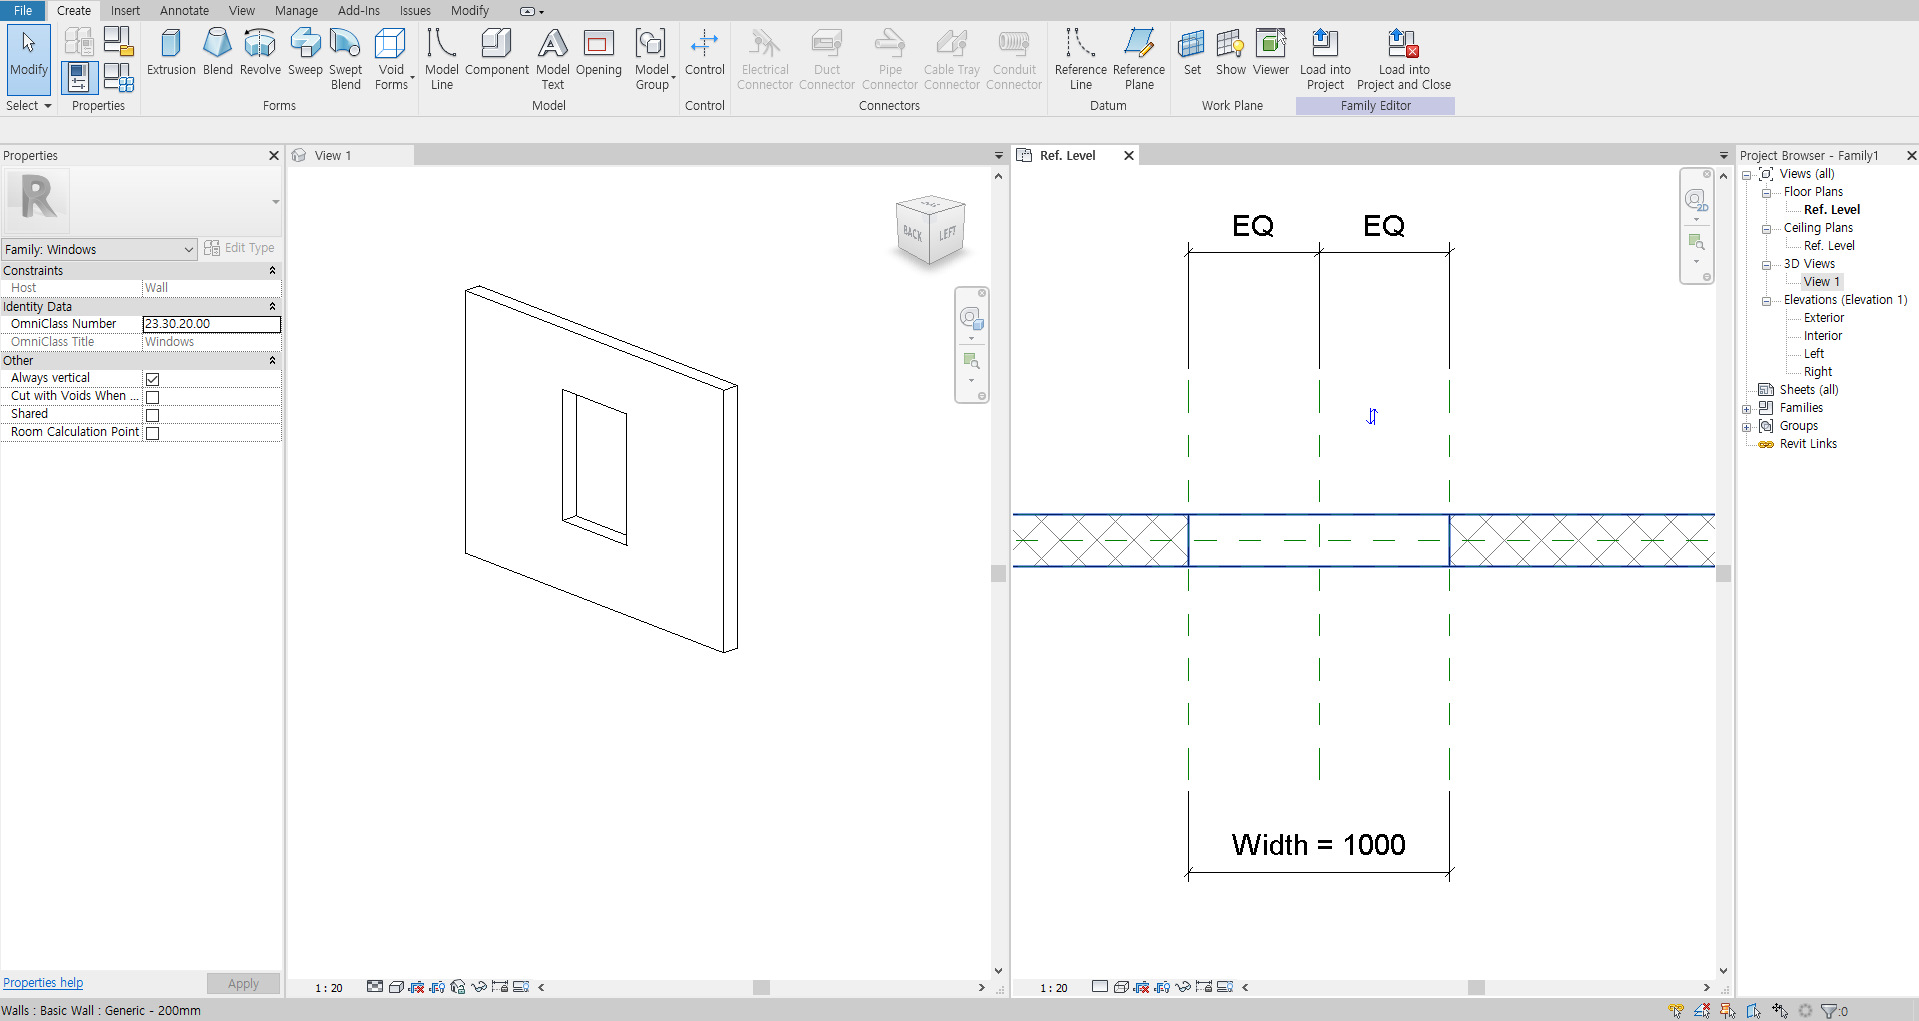 File Create Insert Annotate View Manage Add-Ins Issues Modify
Modify Extrusion Blend Revolve Sweep Swept Blend Void Forms Model Line Component Model Text Opening Model Group Control Electrical Connector Duct Connector Pipe Connector Cable Tray Connector Conduit Connector Reference Line Reference Plane Set Show Viewer Load into Project Load into Project and Close
Select Properties Forms Model Control Connectors Datum Work Plane Family Editor
Properties
R
Family: Windows Edit Type
Constraints
Host Wall
Identity Data
OmniClass Number 23.30.20.00
OmniClass Title Windows
Other
Always vertical
Cut with Voids When ...
Shared
Room Calculation Point
Properties help Apply
View 1
BACK LEFT
1 : 20
Ref. Level
2D
EQ EQ
Width = 1000
1 : 20
Project Browser - Family1
Views (all)
Floor Plans
Ref. Level
Ceiling Plans
Ref. Level
3D Views
View 1
Elevations (Elevation 1)
Exterior
Interior
Left
Right
Sheets (all)
Families
Groups
Revit Links
Walls : Basic Wall : Generic - 200mm :0